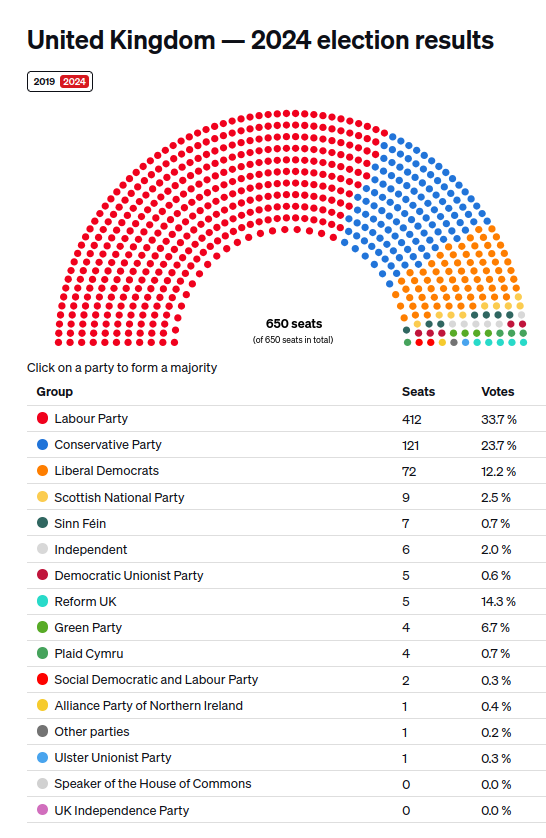 United Kingdom — 2024 election results
2019 2024
650 seats
(of 650 seats in total)
Click on a party to form a majority
Group Seats Votes
Labour Party 412 33.7 %
Conservative Party 121 23.7 %
Liberal Democrats 72 12.2 %
Scottish National Party 9 2.5 %
Sinn Féin 7 0.7 %
Independent 6 2.0 %
Democratic Unionist Party 5 0.6 %
Reform UK 5 14.3 %
Green Party 4 6.7 %
Plaid Cymru 4 0.7 %
Social Democratic and Labour Party 2 0.3 %
Alliance Party of Northern Ireland 1 0.4 %
Other parties 1 0.2 %
Ulster Unionist Party 1 0.3 %
Speaker of the House of Commons 0 0.0 %
UK Independence Party 0 0.0 %